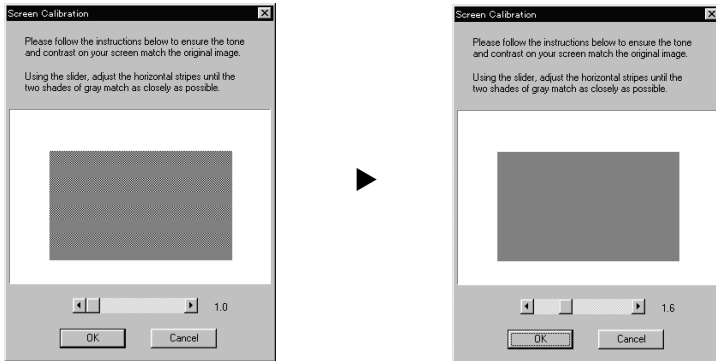 Screen Calibration
Please follow the instructions below to ensure the tone
and contrast on your screen match the original image.
Using the slider, adjust the horizontal stripes until the
two shades of gray match as closely as possible.
1.0
OK Cancel
Screen Calibration
Please follow the instructions below to ensure the tone
and contrast on your screen match the original image.
Using the slider, adjust the horizontal stripes until the
two shades of gray match as closely as possible.
1.6
OK Cancel